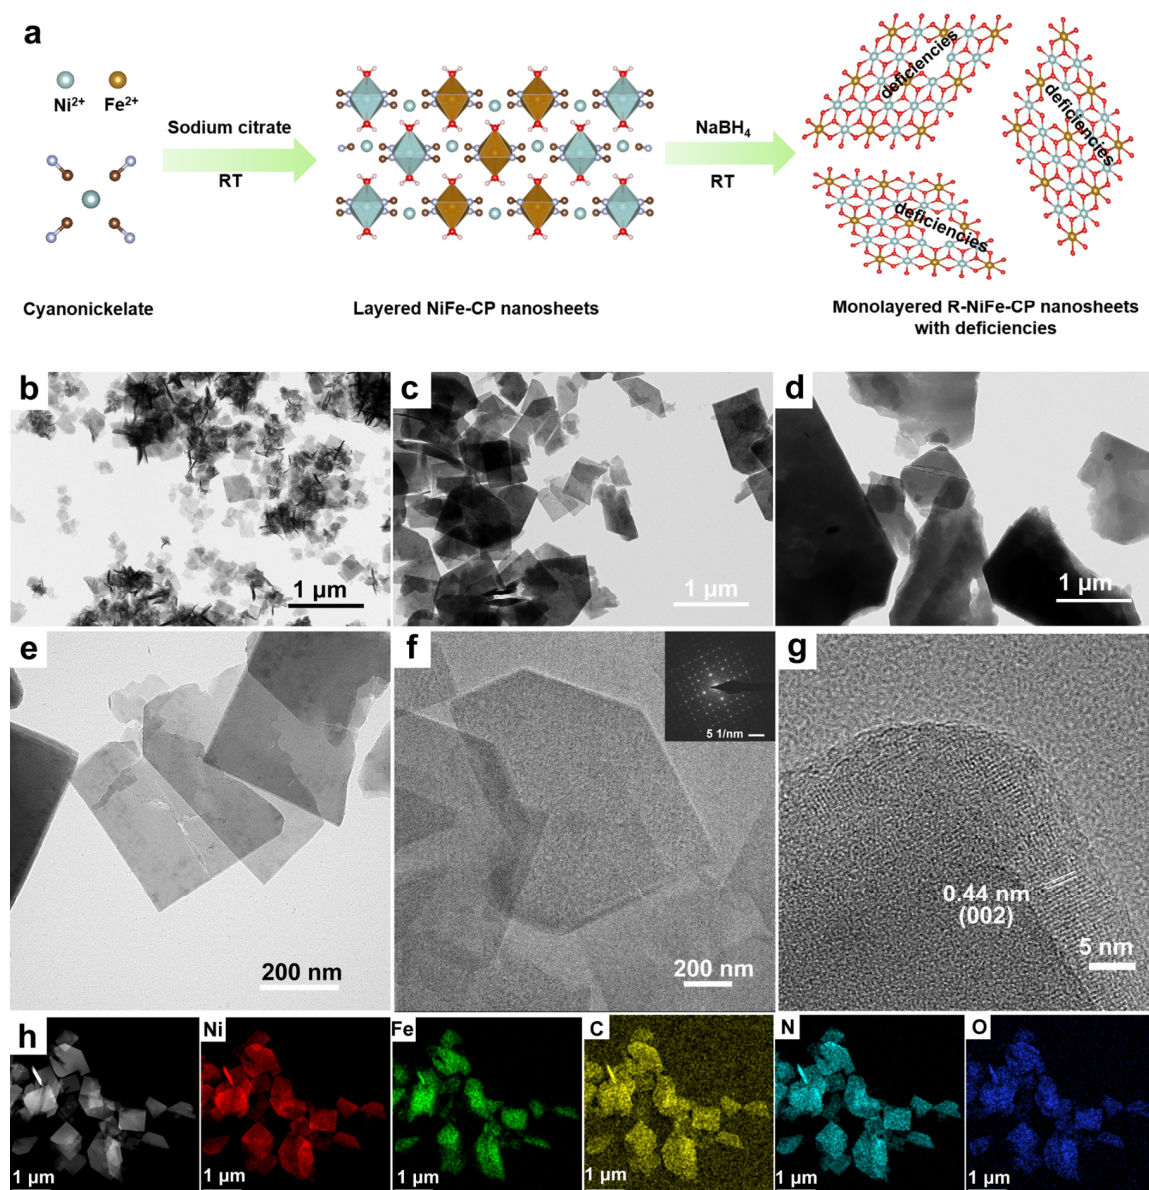 a
Ni²⁺ Fe²⁺
Sodium citrate
RT
NaBH₄
RT
deficiencies
deficiencies
deficiencies
Cyanonickelate
Layered NiFe-CP nanosheets
Monolayered R-NiFe-CP nanosheets
with deficiencies
b
1 µm
c
1 µm
d
1 µm
e
200 nm
f
5 1/nm
200 nm
g
0.44 nm
(002)
5 nm
h
1 µm
Ni
1 µm
Fe
1 µm
C
1 µm
N
1 µm
O
1 µm